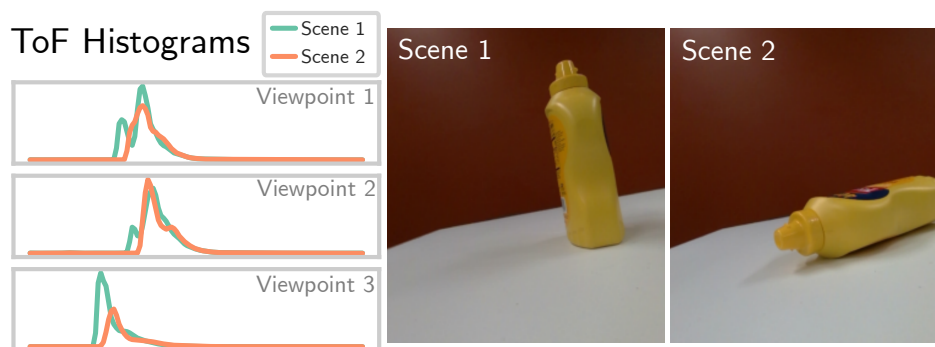 ToF Histograms
Scene 1
Scene 2
Viewpoint 1
Viewpoint 2
Viewpoint 3
Scene 1
Scene 2